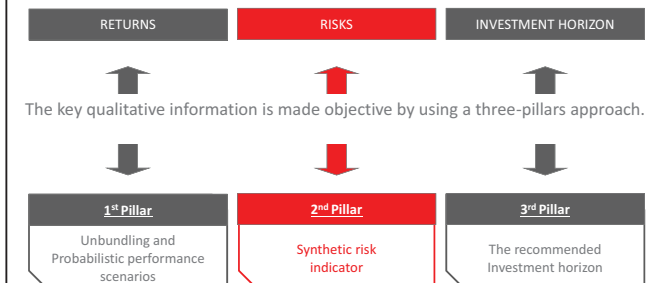 RETURNS
RISKS
INVESTMENT HORIZON
The key qualitative information is made objective by using a three-pillars approach.
1st Pillar
2nd Pillar
3rd Pillar
Unbundling and
Probabilistic performance
scenarios
Synthetic risk
indicator
The recommended
Investment horizon